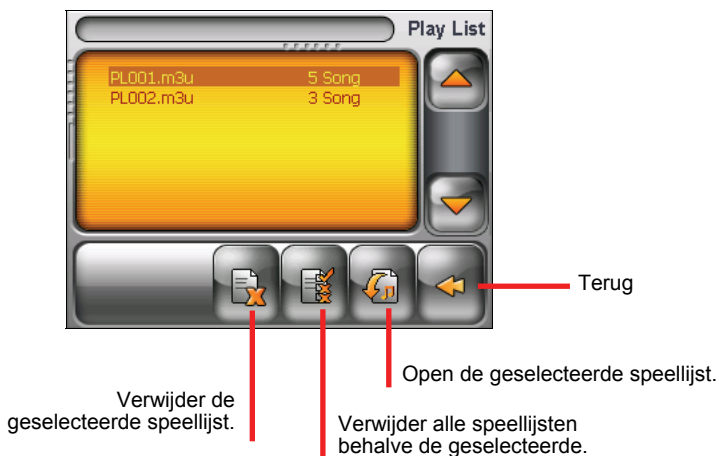 Play List
PL001.m3u 5 Song
PL002.m3u 3 Song
Terug
Open de geselecteerde speellijst.
Verwijder de
geselecteerde speellijst.
Verwijder alle speellijsten
behalve de geselecteerde.